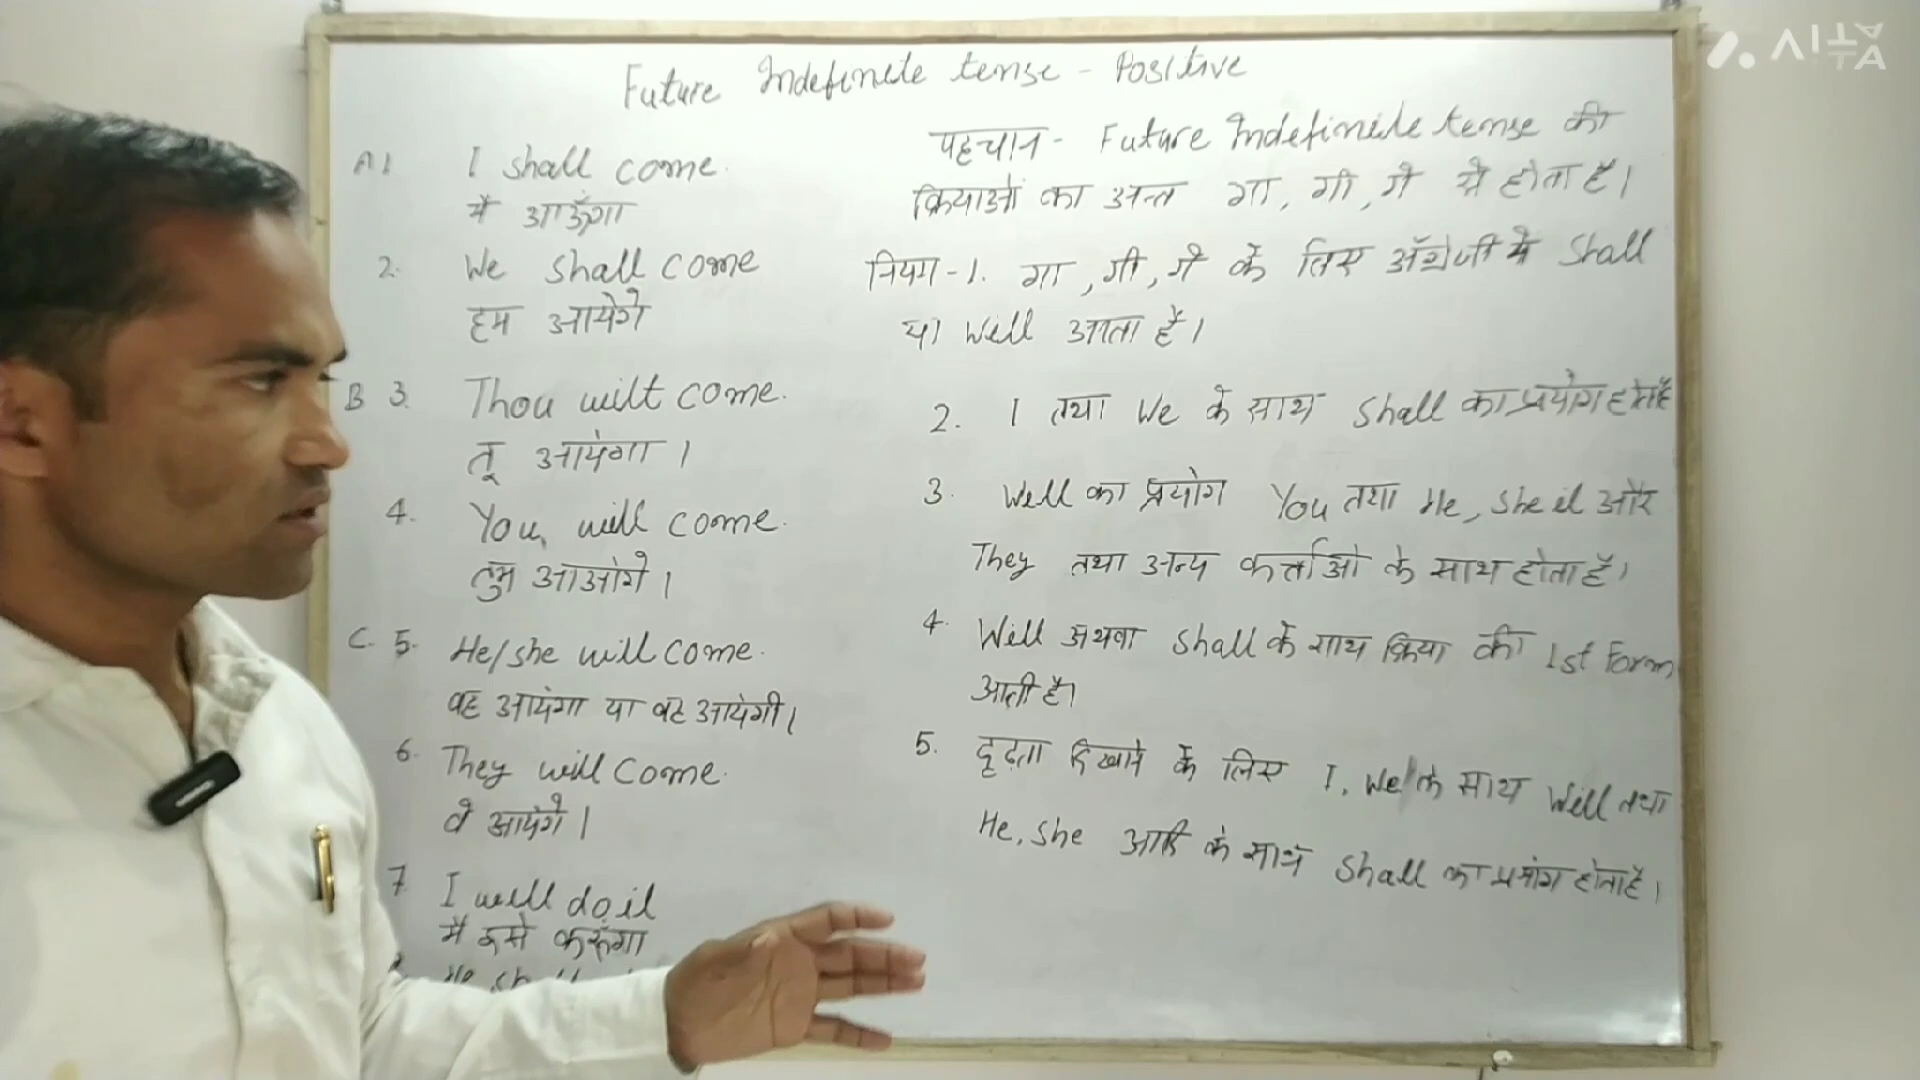 Future Indefinite tense - Positive
A 1 I shall come.
मै आऊँगा
2. We shall come
हम आयेगे
B 3. Thou wilt come.
तू आयेगा ।
4. You, will come.
तुम आओगे ।
C. 5. He/she will come.
वह आयेगा या वह आयेगी ।
6. They will come.
वे आयेगे ।
7 I will do it
मै इसे करूँगा
He sh
पहचान - Future Indefinite tense की
क्रियाओं का अन्त गा, गी, गे से होता है ।
नियम - 1. गा, गी, गे के लिए अँग्रेजी मे Shall
या Will आता है ।
2. I तथा We के साथ Shall का प्रयोग होता है
3. Will का प्रयोग You तथा He, She it और
They तथा अन्य कर्त्ताओ के साथ होता है ।
4. Will अथवा Shall के साथ क्रिया की 1st Form
आती है ।
5. दृढ़ता दिखाने के लिए I, We के साथ Will तथा
He, She आदि के साथ Shall का प्रयोग होता है ।